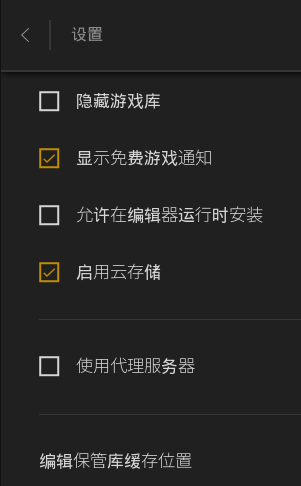 设置
隐藏游戏库
显示免费游戏通知
允许在编辑器运行时安装
启用云存储
使用代理服务器
编辑保管库缓存位置